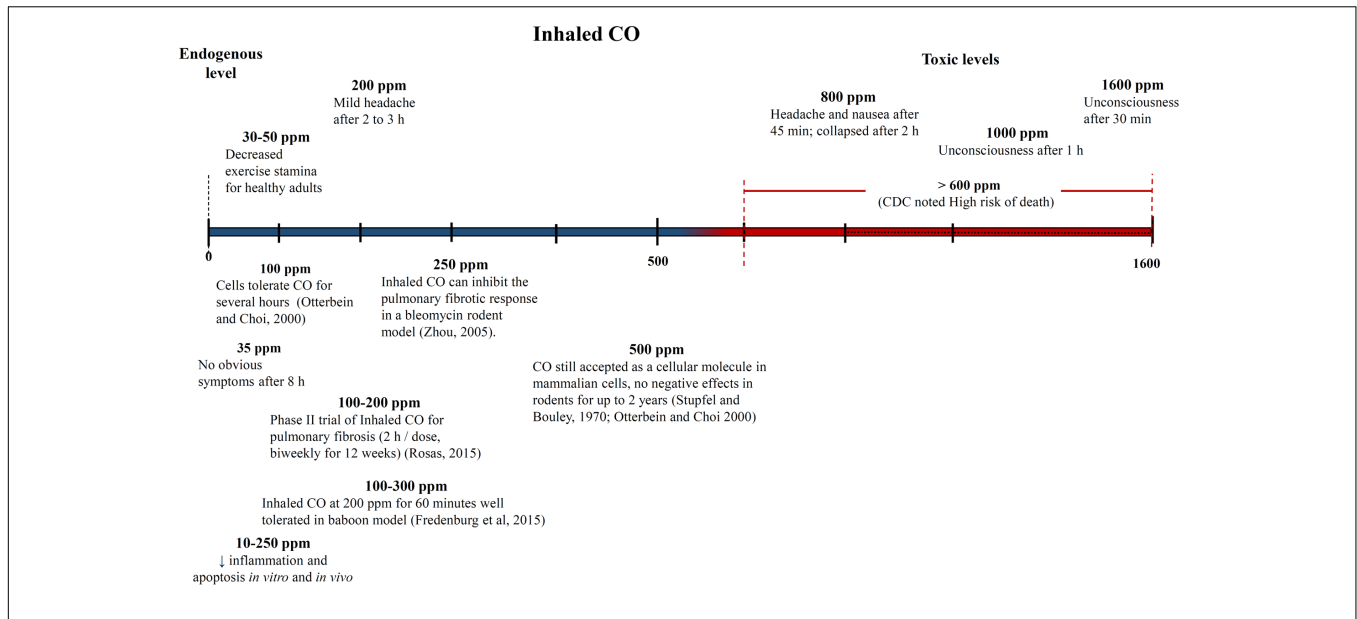 Inhaled CO
Endogenous
level
Toxic levels
200 ppm
Mild headache
after 2 to 3 h
30-50 ppm
Decreased
exercise stamina
for healthy adults
800 ppm
Headache and nausea after
45 min; collapsed after 2 h
1600 ppm
Unconsciousness
after 30 min
1000 ppm
Unconsciousness after 1 h
> 600 ppm
(CDC noted High risk of death)
0
500
1600
100 ppm
Cells tolerate CO for
several hours (Otterbein
and Choi, 2000)
250 ppm
Inhaled CO can inhibit the
pulmonary fibrotic response
in a bleomycin rodent
model (Zhou, 2005).
35 ppm
No obvious
symptoms after 8 h
500 ppm
CO still accepted as a cellular molecule in
mammalian cells, no negative effects in
rodents for up to 2 years (Stupfel and
Bouley, 1970; Otterbein and Choi 2000)
100-200 ppm
Phase II trial of Inhaled CO for
pulmonary fibrosis (2 h / dose,
biweekly for 12 weeks) (Rosas, 2015)
100-300 ppm
Inhaled CO at 200 ppm for 60 minutes well
tolerated in baboon model (Fredenburg et al, 2015)
10-250 ppm
↓ inflammation and
apoptosis in vitro and in vivo